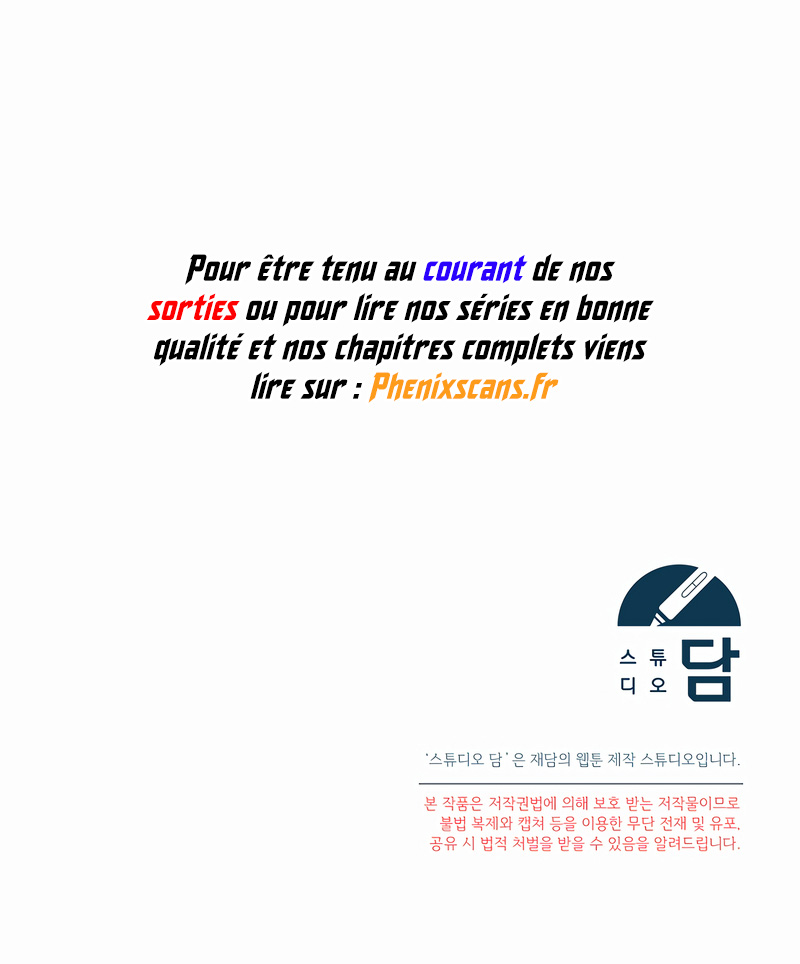 Pour être tenu au courant de nos
sorties ou pour lire nos séries en bonne
qualité et nos chapitres complets viens
lire sur : Phenixscans.fr
스튜
디오
담
‘스튜디오 담’은 재담의 웹툰 제작 스튜디오입니다.
본 작품은 저작권법에 의해 보호 받는 저작물이므로
불법 복제와 캡쳐 등을 이용한 무단 전재 및 유포,
공유 시 법적 처벌을 받을 수 있음을 알려드립니다.